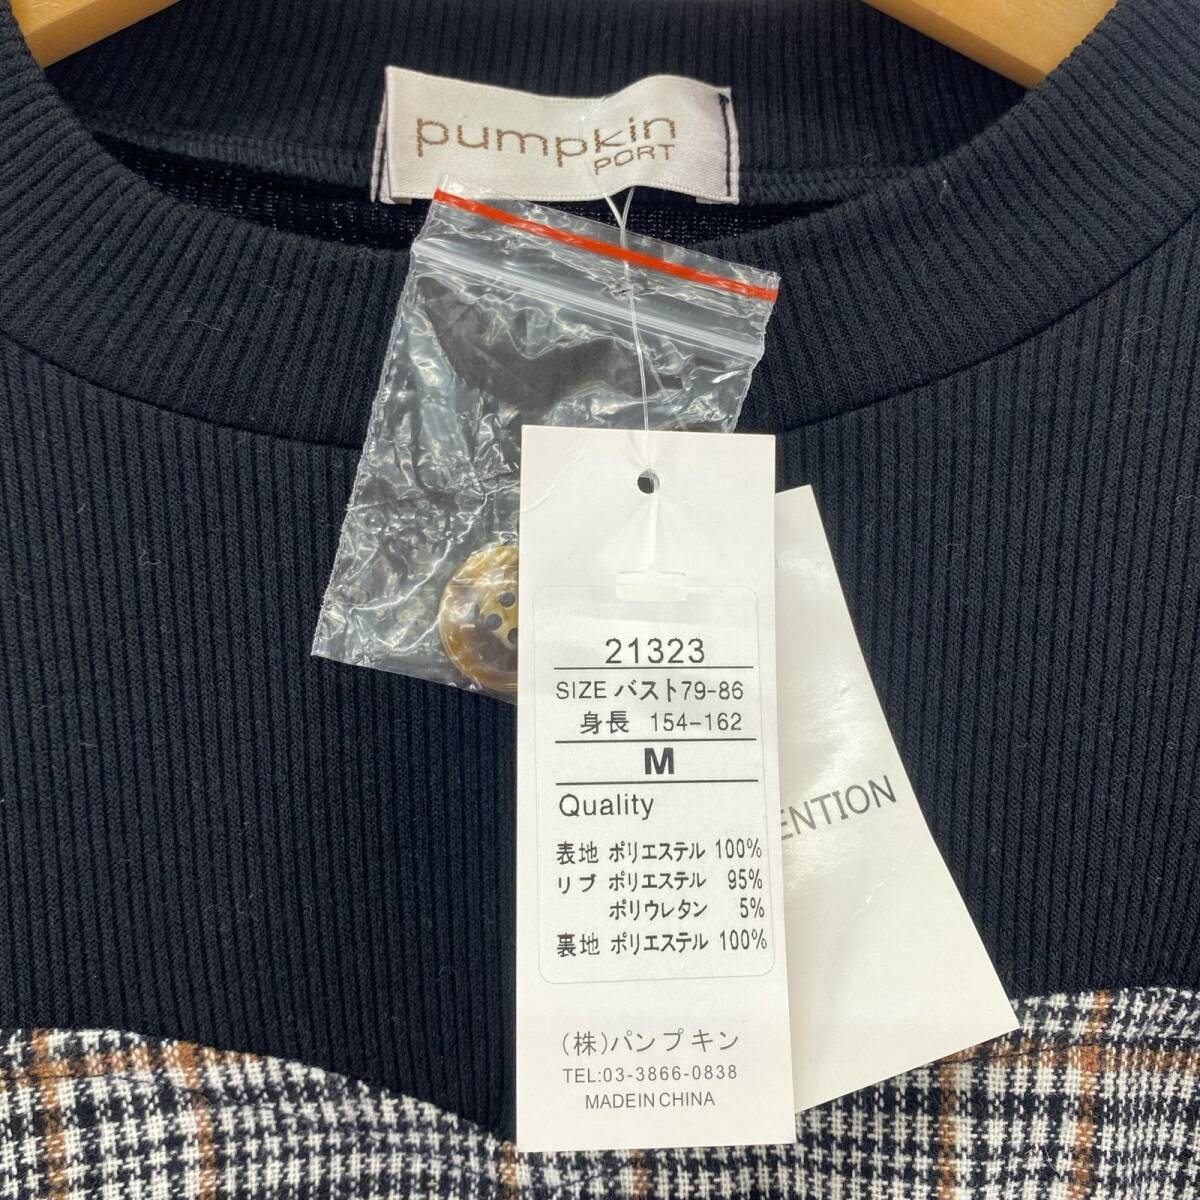 pumpkin
PORT
21323
SIZE バスト79-86
身長 154-162
M
Quality
表地 ポリエステル 100%
リブ ポリエステル 95%
ポリウレタン 5%
裏地 ポリエステル 100%
(株)パンプキン
TEL:03-3866-0838
MADE IN CHINA
ENTION